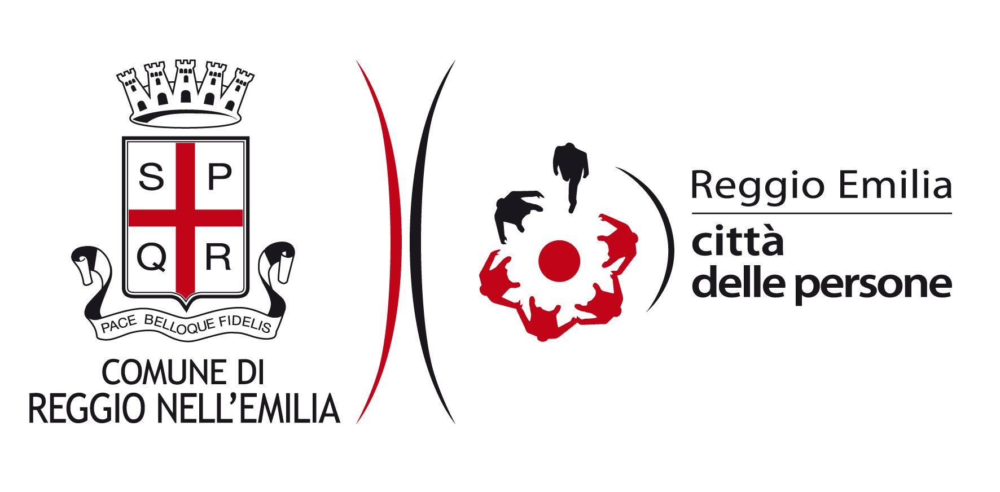 S P
Q R
PACE BELLOQUE FIDELIS
COMUNE DI
REGGIO NELL’EMILIA
Reggio Emilia
città
delle persone